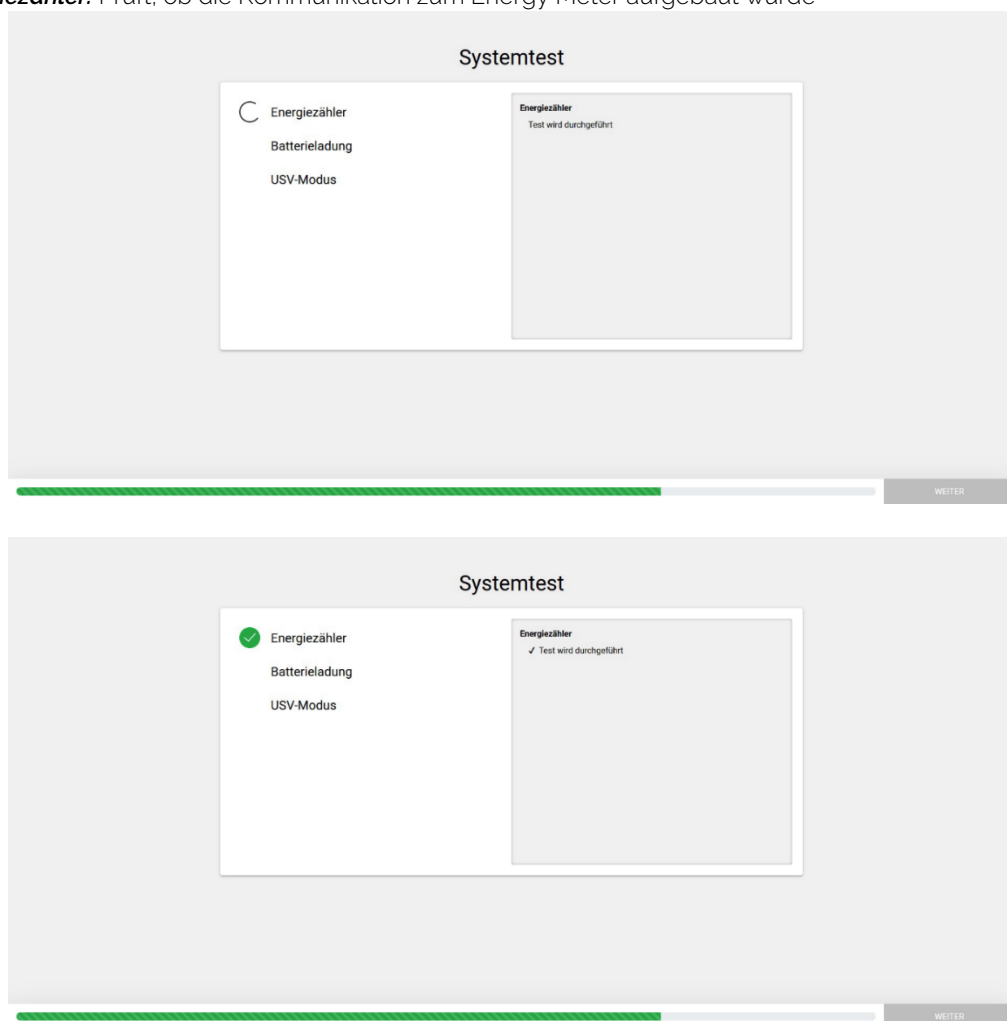 Prüft, ob die Kommunikation zum Energy Meter aufgebaut wurde
Systemtest
Energiezähler
Batterieladung
USV-Modus
Energiezähler
Test wird durchgeführt
WEITER
Systemtest
Energiezähler
Batterieladung
USV-Modus
Energiezähler
✓ Test wird durchgeführt
WEITER